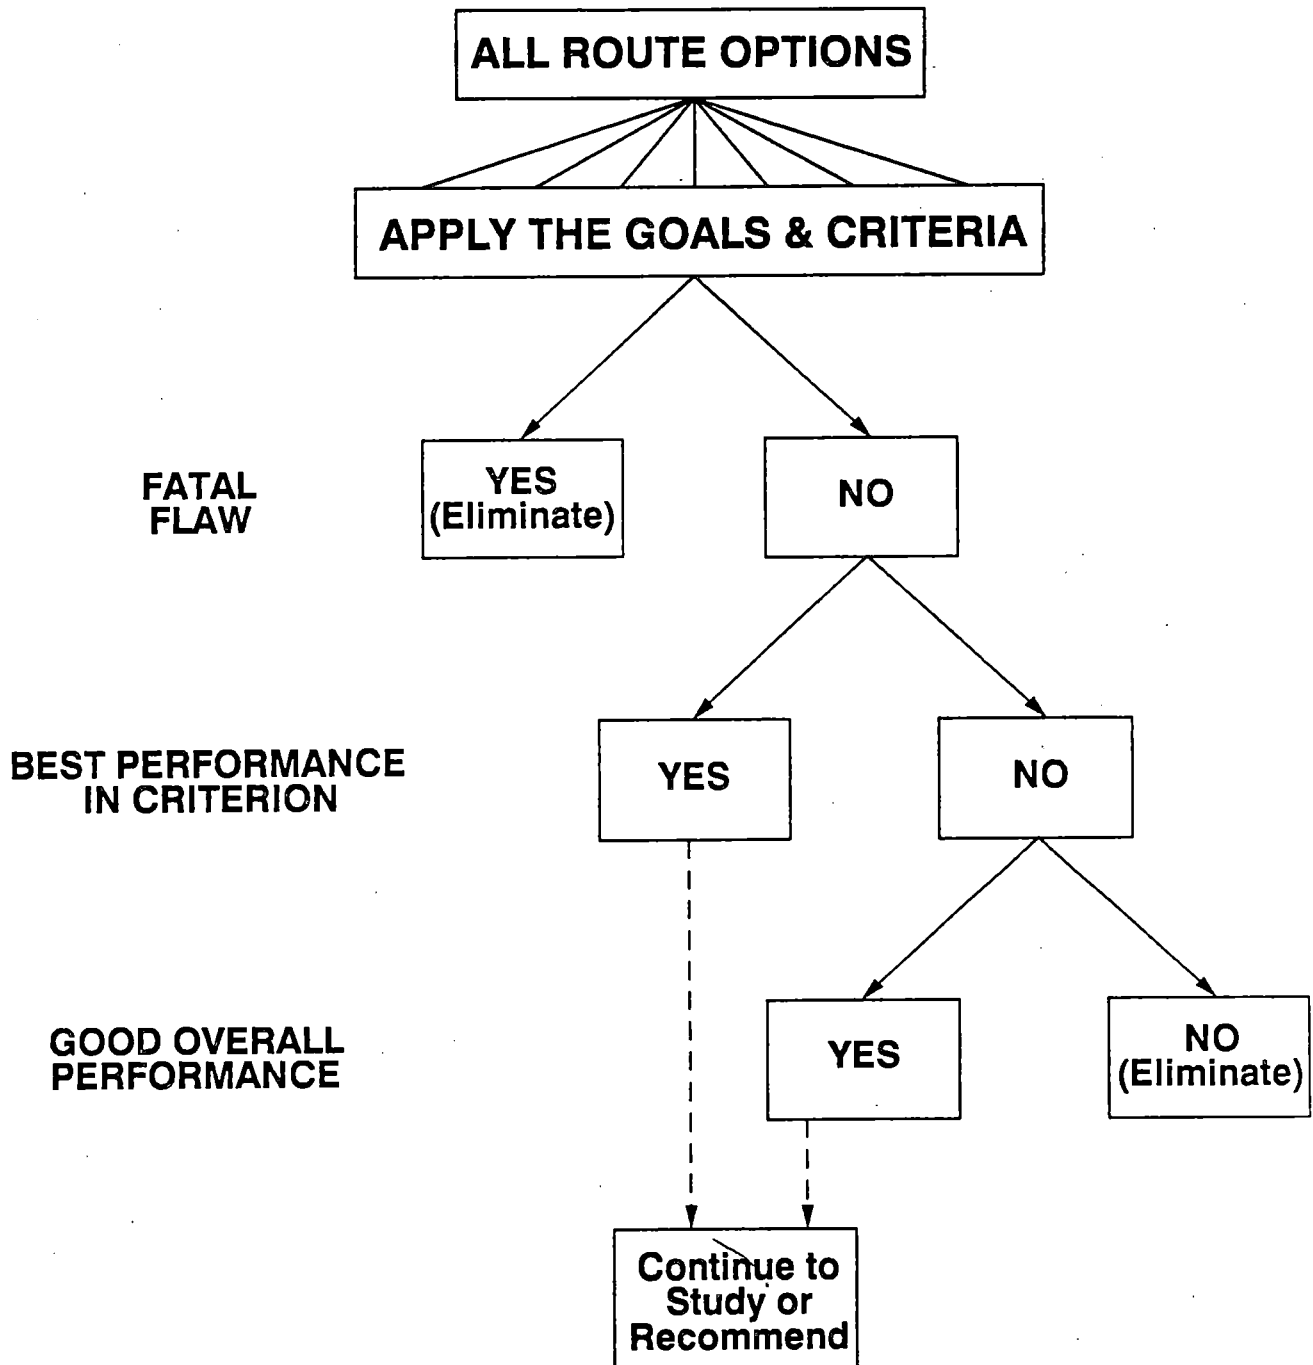 ALL ROUTE OPTIONS
APPLY THE GOALS & CRITERIA
FATAL
FLAW
YES
(Eliminate)
NO
BEST PERFORMANCE
IN CRITERION
YES
NO
GOOD OVERALL
PERFORMANCE
YES
NO
(Eliminate)
Continue to
Study or
Recommend